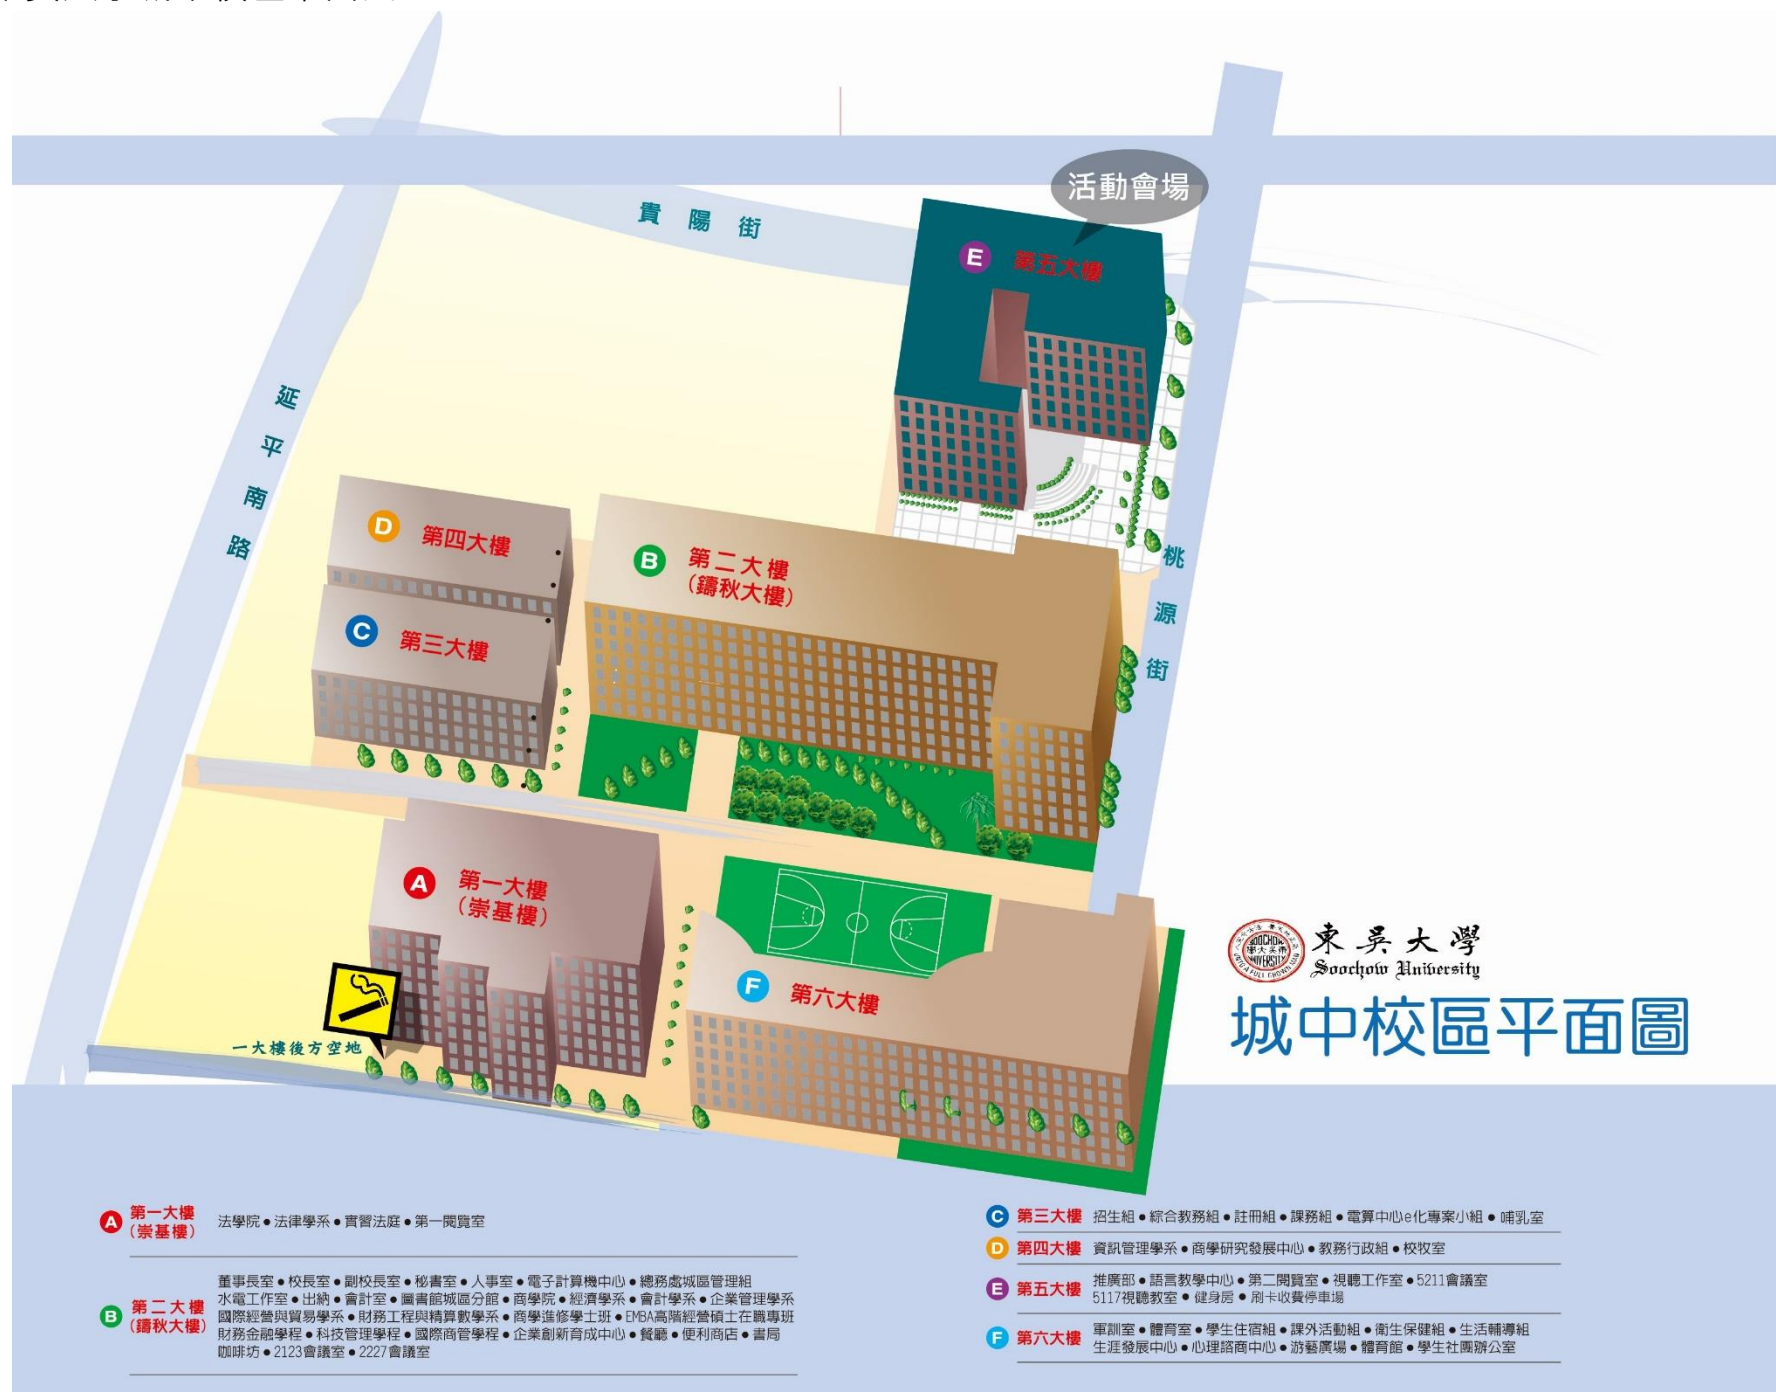 活動會場
貴陽街
E 第五大樓
延平南路
D 第四大樓
B 第二大樓
(鑄秋大樓)
桃源街
C 第三大樓
A 第一大樓
(崇基樓)
F 第六大樓
一大樓後方空地
東吳大學
Soochow University
城中校區平面圖
A 第一大樓
(崇基樓)
法學院●法律學系●實習法庭●第一閱覽室
B 第二大樓
(鑄秋大樓)
董事長室●校長室●副校長室●秘書室●人事室●電子計算機中心●總務處城區管理組
水電工作室●出納●會計室●圖書館城區分館●商學院●經濟學系●會計學系●企業管理學系
國際經營與貿易學系●財務工程與精算數學系●商學進修學士班●EMBA高階經營碩士在職專班
財務金融學程●科技管理學程●國際商管學程●企業創新育成中心●餐廳●便利商店●書局
咖啡坊●2123會議室●2227會議室
C 第三大樓 招生組●綜合教務組●註冊組●課務組●電算中心e化專案小組●哺乳室
D 第四大樓 資訊管理學系●商學研究發展中心●教務行政組●校牧室
E 第五大樓
推廣部●語言教學中心●第二閱覽室●視聽工作室●5211會議室
5117視聽教室●健身房●刷卡收費停車場
F 第六大樓
軍訓室●體育室●學生住宿組●課外活動組●衛生保健組●生活輔導組
生涯發展中心●心理諮商中心●游藝廣場●體育館●學生社團辦公室